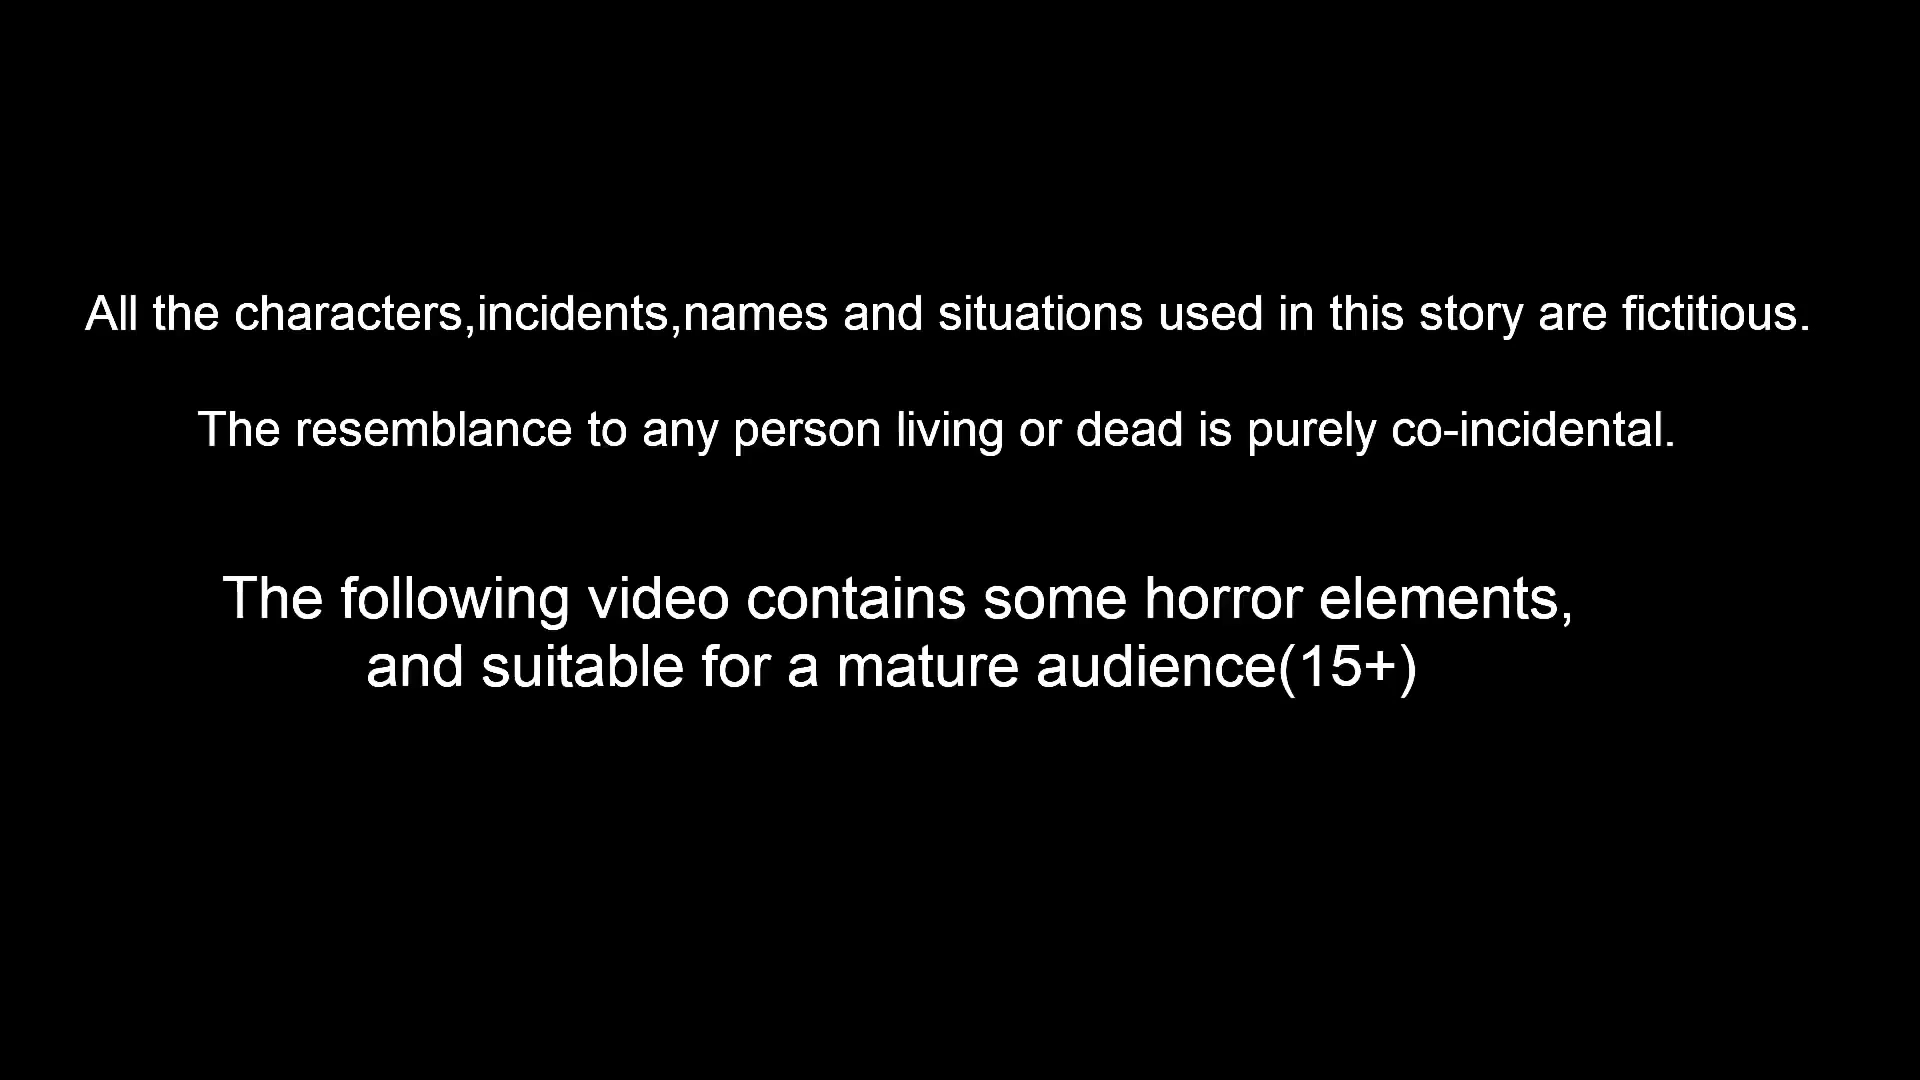 All the characters,incidents,names and situations used in this story are fictitious.
The resemblance to any person living or dead is purely co-incidental.
The following video contains some horror elements,
and suitable for a mature audience(15+)